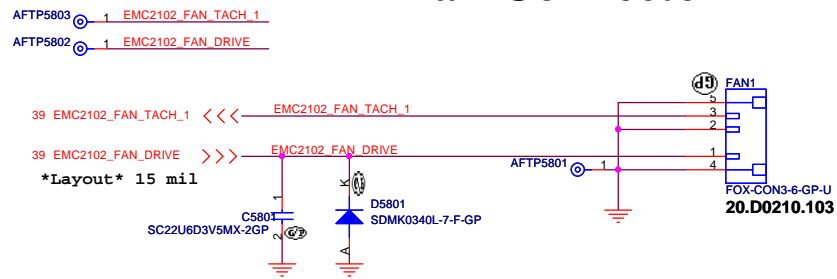 AFTP5803 1 EMC2102_FAN_TACH_1
AFTP5802 1 EMC2102_FAN_DRIVE
GP FAN1
5
39 EMC2102_FAN_TACH_1 EMC2102_FAN_TACH_1 3
2
39 EMC2102_FAN_DRIVE EMC2102_FAN_DRIVE 1
AFTP5801 1 4
*Layout* 15 mil
K
1 D5801
C5801 SDMK0340L-7-F-GP
SC22U6D3V5MX-2GP
2 GP A
FOX-CON3-6-GP-U
20.D0210.103